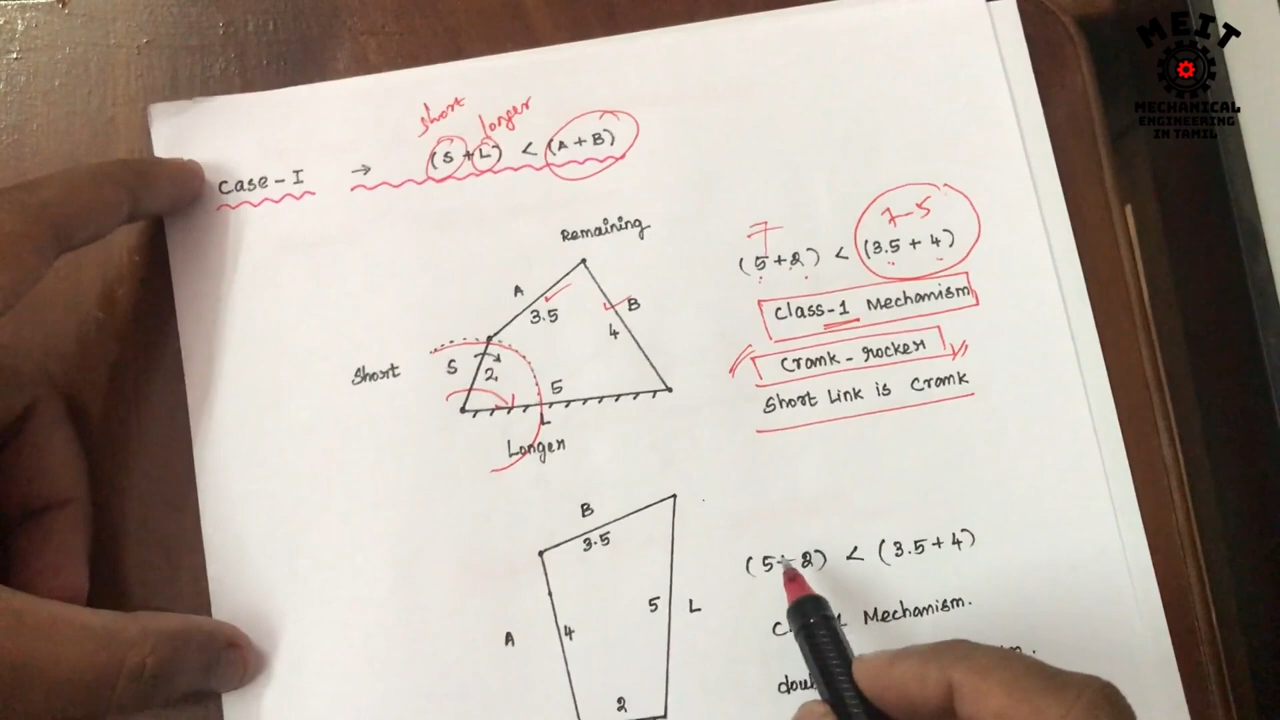 MEIT
MECHANICAL
ENGINEERING
IN TAMIL
short longer
Case-I → (S+L) < (A+B)
Remaining
7 7-5
(5+2) < (3.5+4)
A
3.5
B
4
Class-1 Mechanism
Crank-rocker
Short Link is Crank
Short
S
2
5
L
Longer
B
3.5
(5+2) < (3.5+4)
A
4
5
L
1 Mechanism.
2